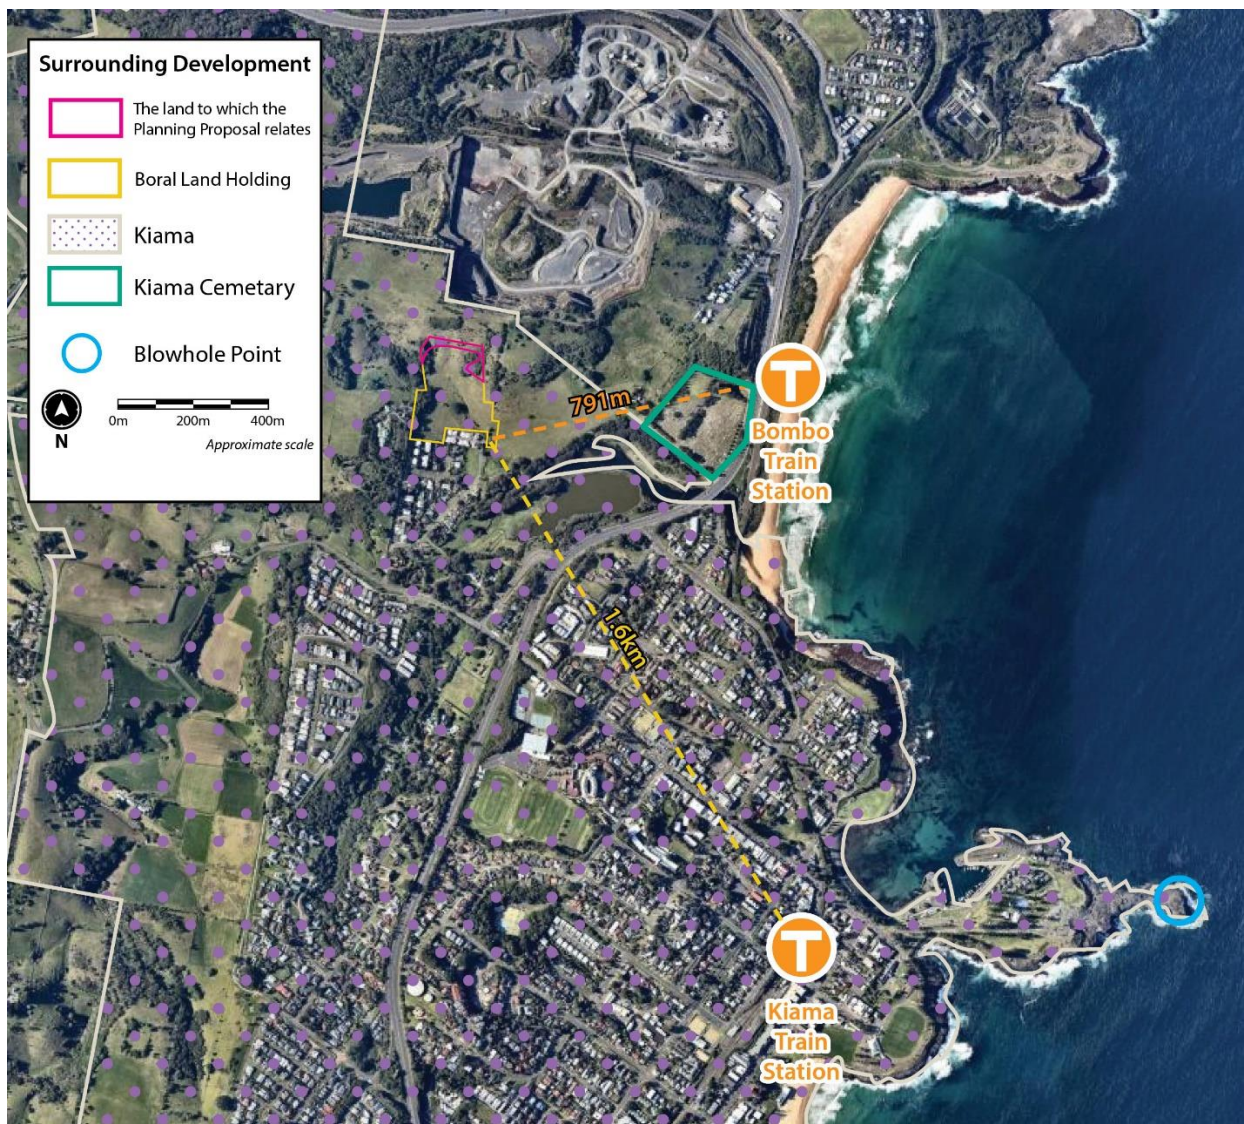 Surrounding Development
The land to which the
Planning Proposal relates
Boral Land Holding
Kiama
Kiama Cemetary
Blowhole Point
N
0m 200m 400m
Approximate scale
791m
T
Bombo
Train
Station
1.6km
T
Kiama
Train
Station